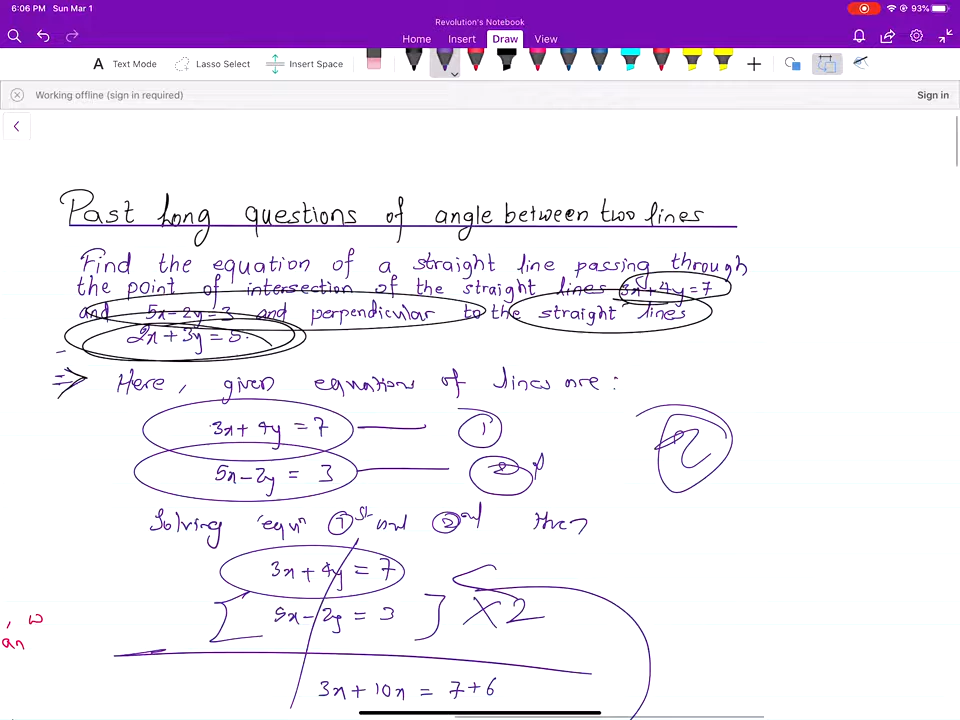 6:06 PM Sun Mar 1
93%
Revolution's Notebook
Home Insert Draw View
Text Mode Lasso Select Insert Space
Working offline (sign in required) Sign in
Past Long questions of angle between two lines
Find the equation of a straight line passing through
the point of intersection of the straight lines 3x+4y=7
and 5x-2y=3 and perpendicular to the straight lines
2x+3y=5.
=> Here, given equations of lines are:
3x+4y=7 — 1
5x-2y=3 — 2
Solving eqn 1st and 2nd then
3x+4y=7
[5x-2y=3] X2
, w
an
3x+10x = 7+6